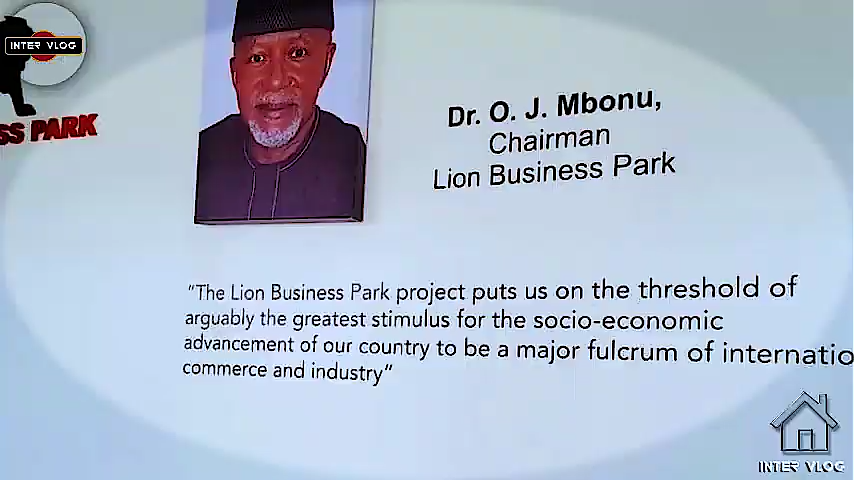 INTER VLOG
SS PARK
Dr. O. J. Mbonu,
Chairman
Lion Business Park
"The Lion Business Park project puts us on the threshold of
arguably the greatest stimulus for the socio-economic
advancement of our country to be a major fulcrum of internatio
commerce and industry"
INTER VLOG